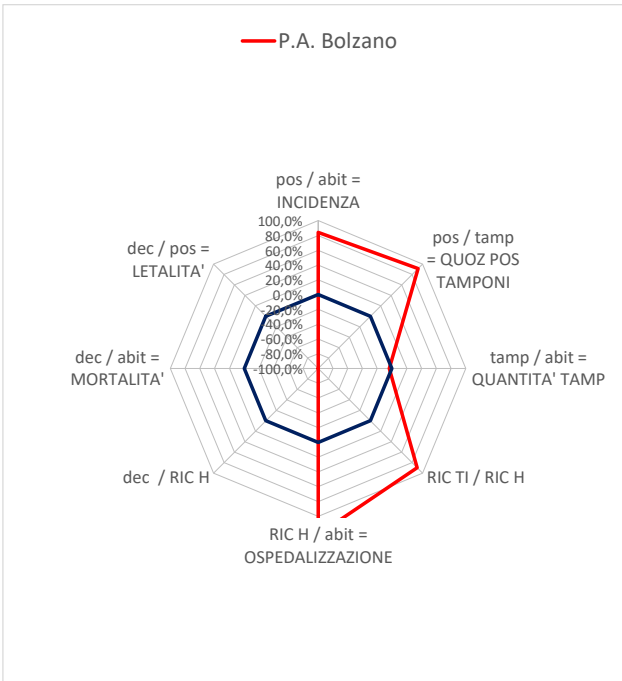 P.A. Bolzano
pos / abit =
INCIDENZA
pos / tamp
= QUOZ POS
TAMPONI
tamp / abit =
QUANTITA' TAMP
RIC TI / RIC H
RIC H / abit =
OSPEDALIZZAZIONE
dec / RIC H
dec / abit =
MORTALITA'
dec / pos =
LETALITA'
100,0%
80,0%
60,0%
40,0%
20,0%
0,0%
-20,0%
-40,0%
-60,0%
-80,0%
-100,0%